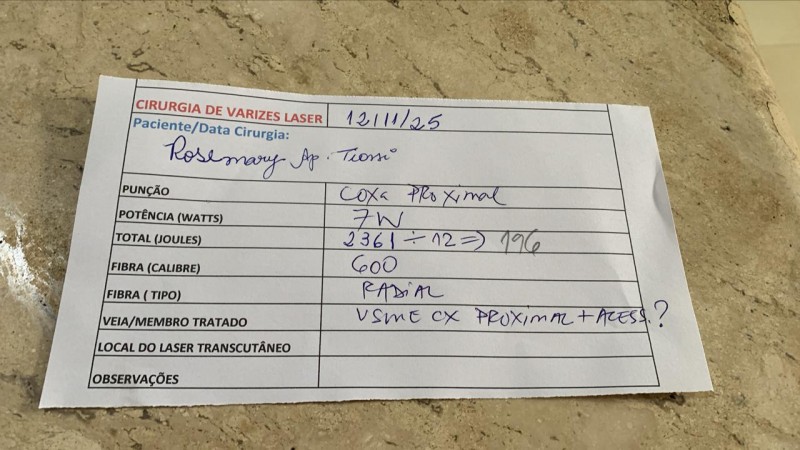 CIRURGIA DE VARIZES LASER 12/11/25
Paciente/Data Cirurgia:
Rosemary Ap.
PUNÇÃO COXA PROXIMAL
POTÊNCIA (WATTS) 7W
TOTAL (JOULES) 2361 ÷ 12 => 196
FIBRA (CALIBRE) 600
FIBRA ( TIPO) RADIAL
VEIA/MEMBRO TRATADO VSME CX PROXIMAL + ACESS.?
LOCAL DO LASER TRANSCUTÂNEO
OBSERVAÇÕES